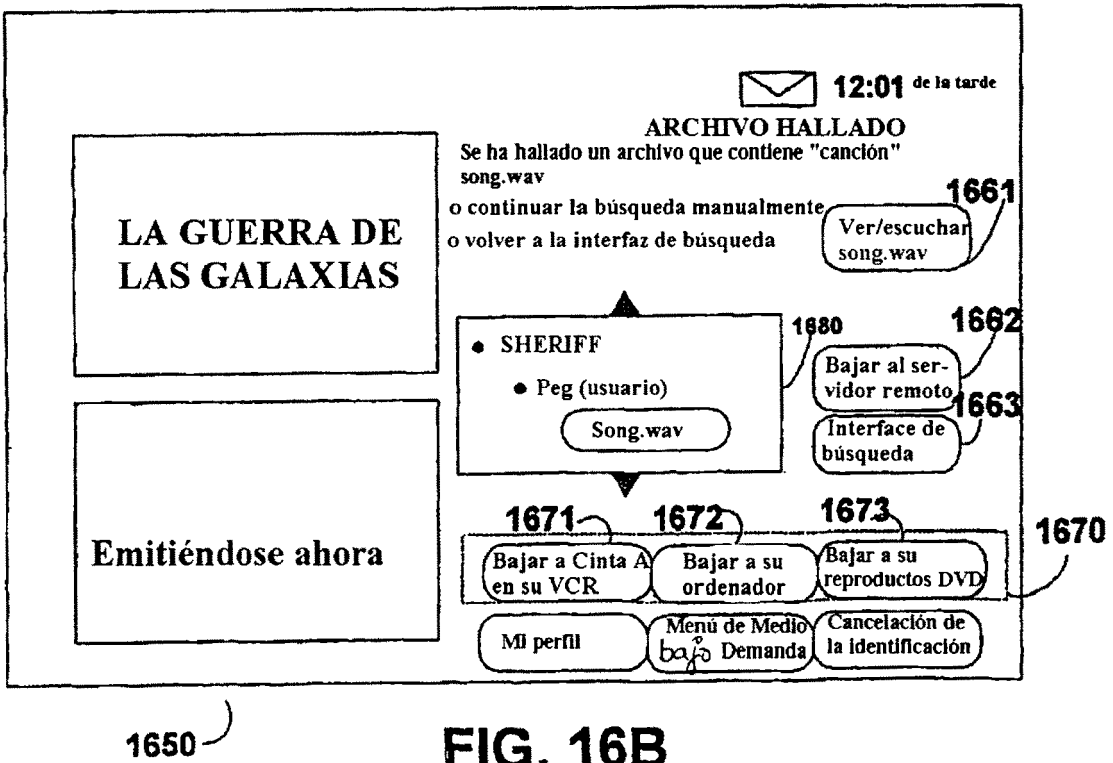 12:01 de la tarde
ARCHIVO HALLADO
Se ha hallado un archivo que contiene "canción"
song.wav
o continuar la búsqueda manualmente
o volver a la interfaz de búsqueda
1661
Ver/escuchar
song.wav
LA GUERRA DE
LAS GALAXIAS
1680
SHERIFF
Peg (usuario)
Song.wav
1662
Bajar al ser-
vidor remoto
1663
Interface de
búsqueda
Emitiéndose ahora
1671
1672
1673
1670
Bajar a Cinta A
en su VCR
Bajar a su
ordenador
Bajar a su
reproductos DVD
Mi perfil
Menú de Medio
bajo Demanda
Cancelación de
la identificación
1650
FIG. 16B